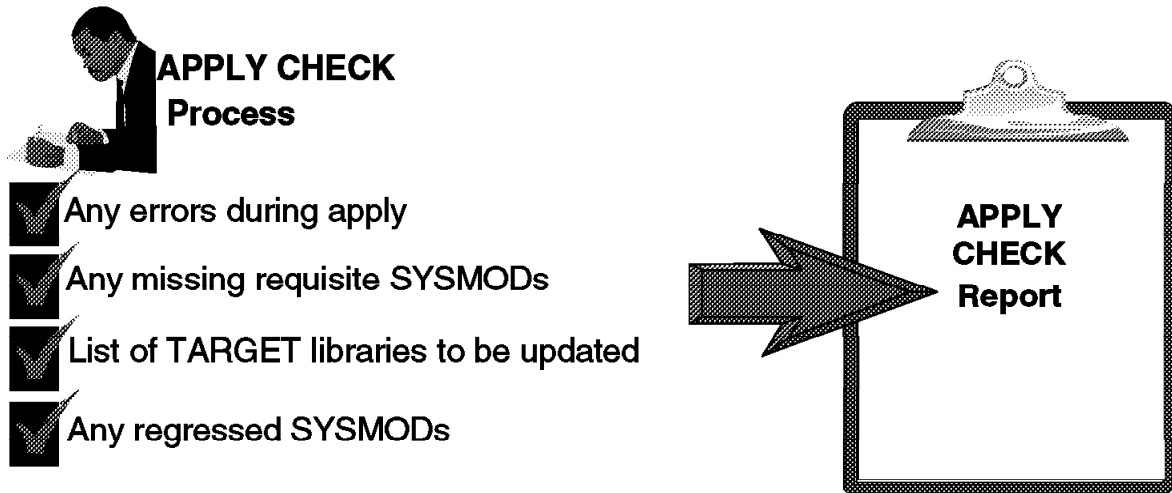 APPLY CHECK
Process
Any errors during apply
Any missing requisite SYSMODs
List of TARGET libraries to be updated
Any regressed SYSMODs
APPLY
CHECK
Report